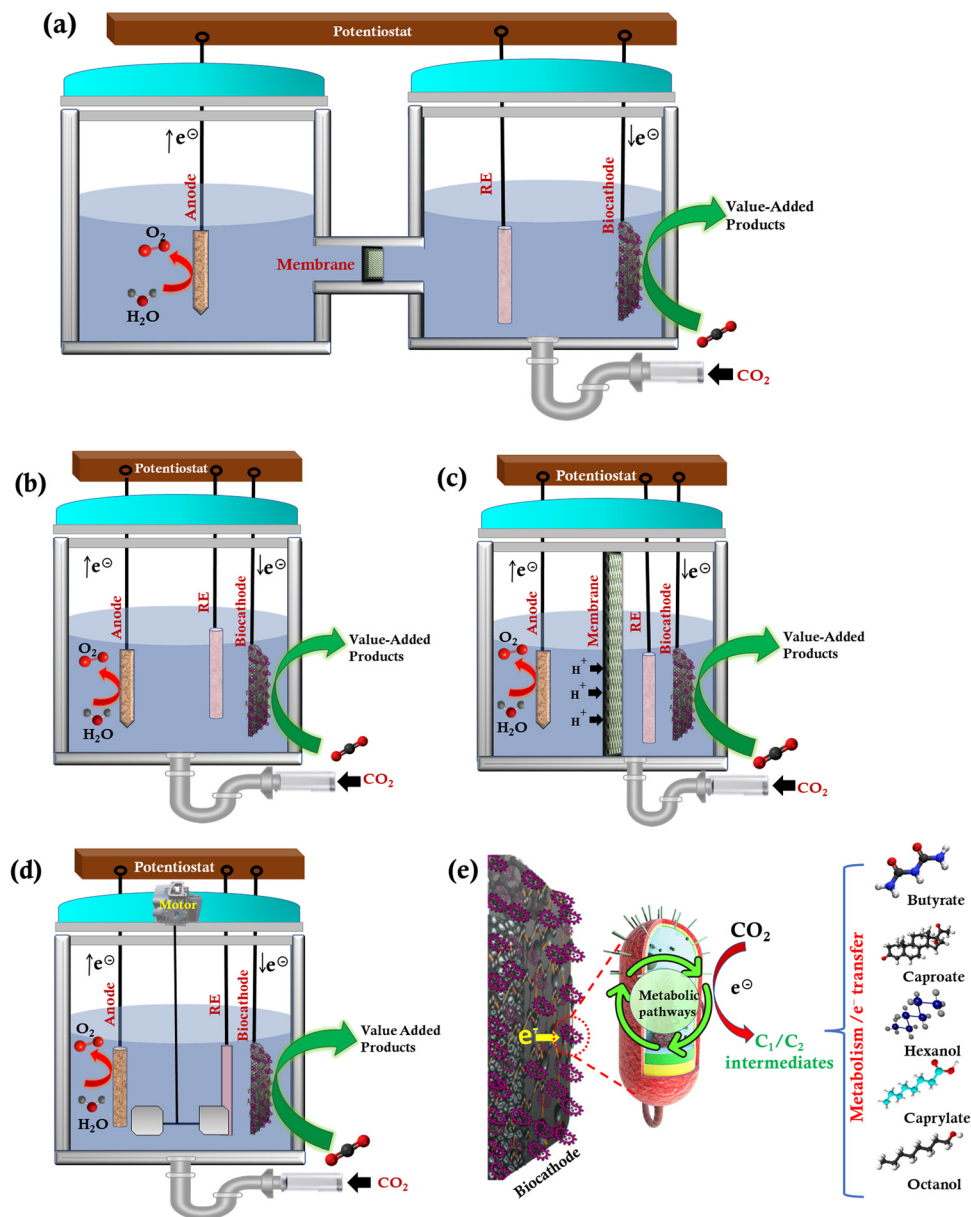 (a)
Potentiostat
↑e⊖
↓e⊖
Anode
RE
Biocathode
O2
H2O
Membrane
Value-Added
Products
CO2
(b)
Potentiostat
↑e⊖
↓e⊖
Anode
RE
Biocathode
O2
H2O
Value-Added
Products
CO2
(c)
Potentiostat
↑e⊖
↓e⊖
Anode
Membrane
RE
Biocathode
O2
H2O
H+
H+
H+
Value-Added
Products
CO2
(d)
Potentiostat
Motor
↑e⊖
↓e⊖
Anode
RE
Biocathode
O2
H2O
Value Added
Products
CO2
(e)
e-
Biocathode
Metabolic
pathways
CO2
e⊖
C1/C2
intermediates
Metabolism /e- transfer
Butyrate
Caproate
Hexanol
Caprylate
Octanol